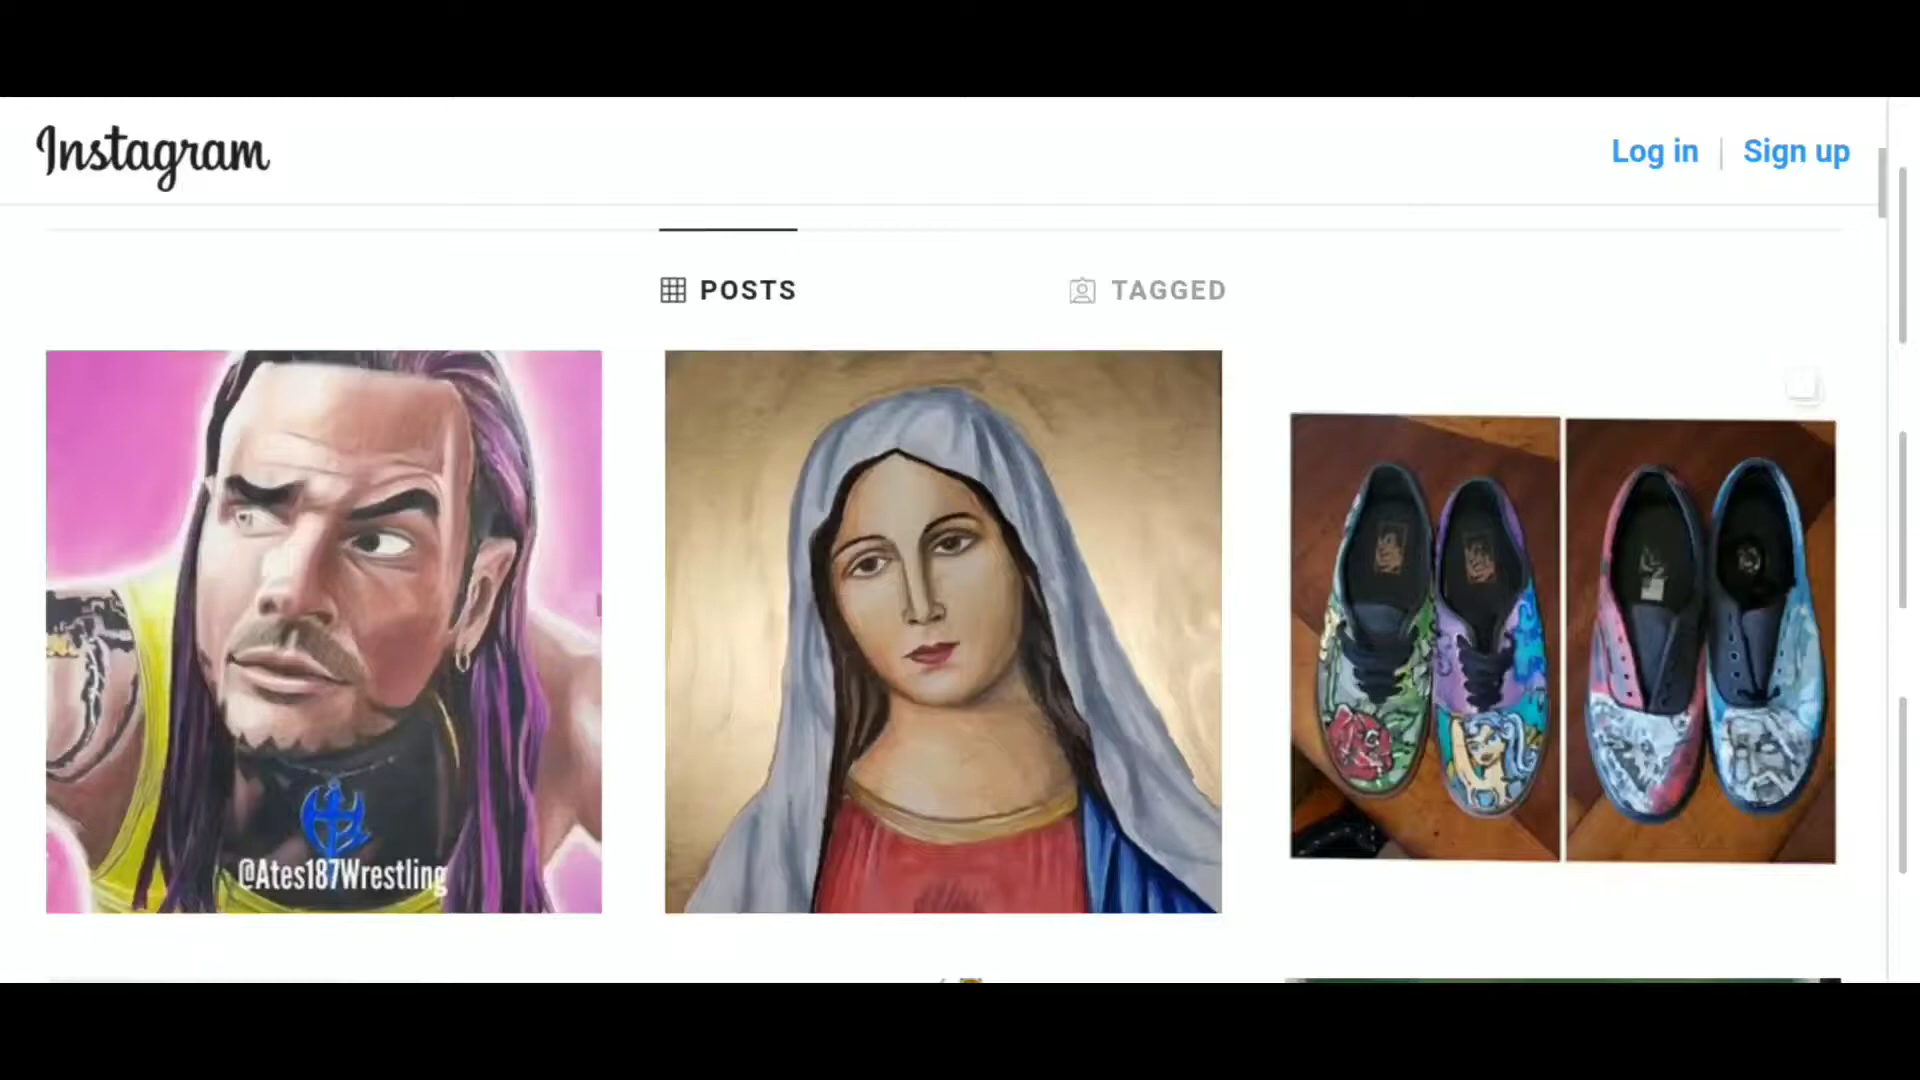 Instagram
Log in
Sign up
POSTS
TAGGED
@Ates187Wrestling